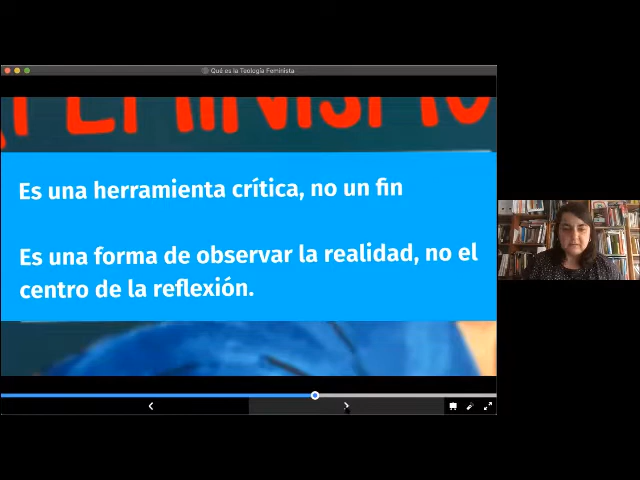 Qué es la Teología Feminista
FEMINISMO
Es una herramienta crítica, no un fin
Es una forma de observar la realidad, no el
centro de la reflexión.